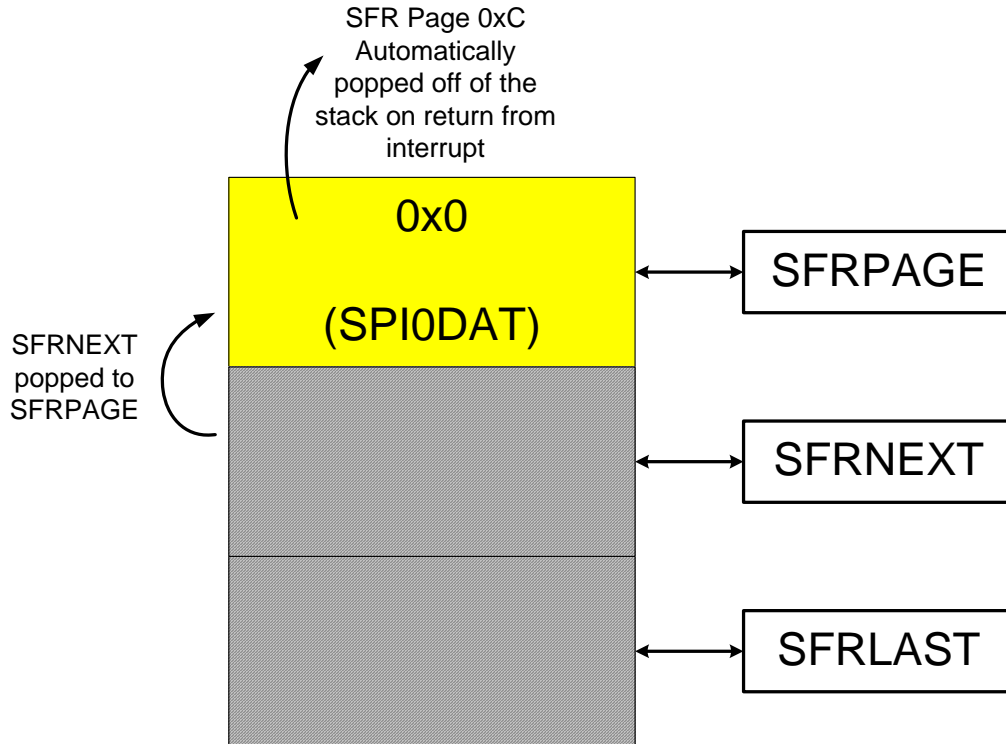 SFR Page 0xC
Automatically
popped off of the
stack on return from
interrupt
0x0
(SPI0DAT)
SFRPAGE
SFRNEXT
popped to
SFRPAGE
SFRNEXT
SFRLAST